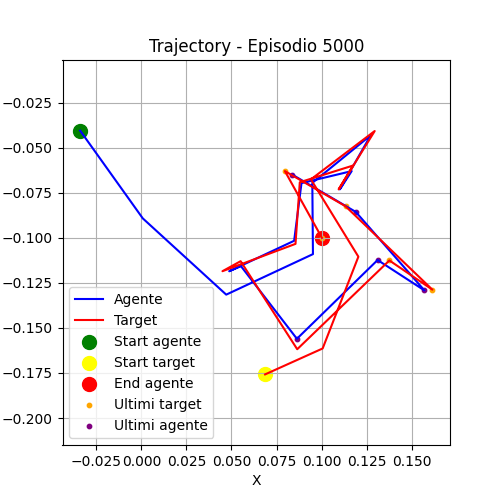 Trajectory - Episodio 5000
−0.025
−0.050
−0.075
−0.100
−0.125
−0.150
−0.175
−0.200
Agente
Target
Start agente
Start target
End agente
Ultimi target
Ultimi agente
−0.025 0.000 0.025 0.050 0.075 0.100 0.125 0.150
X